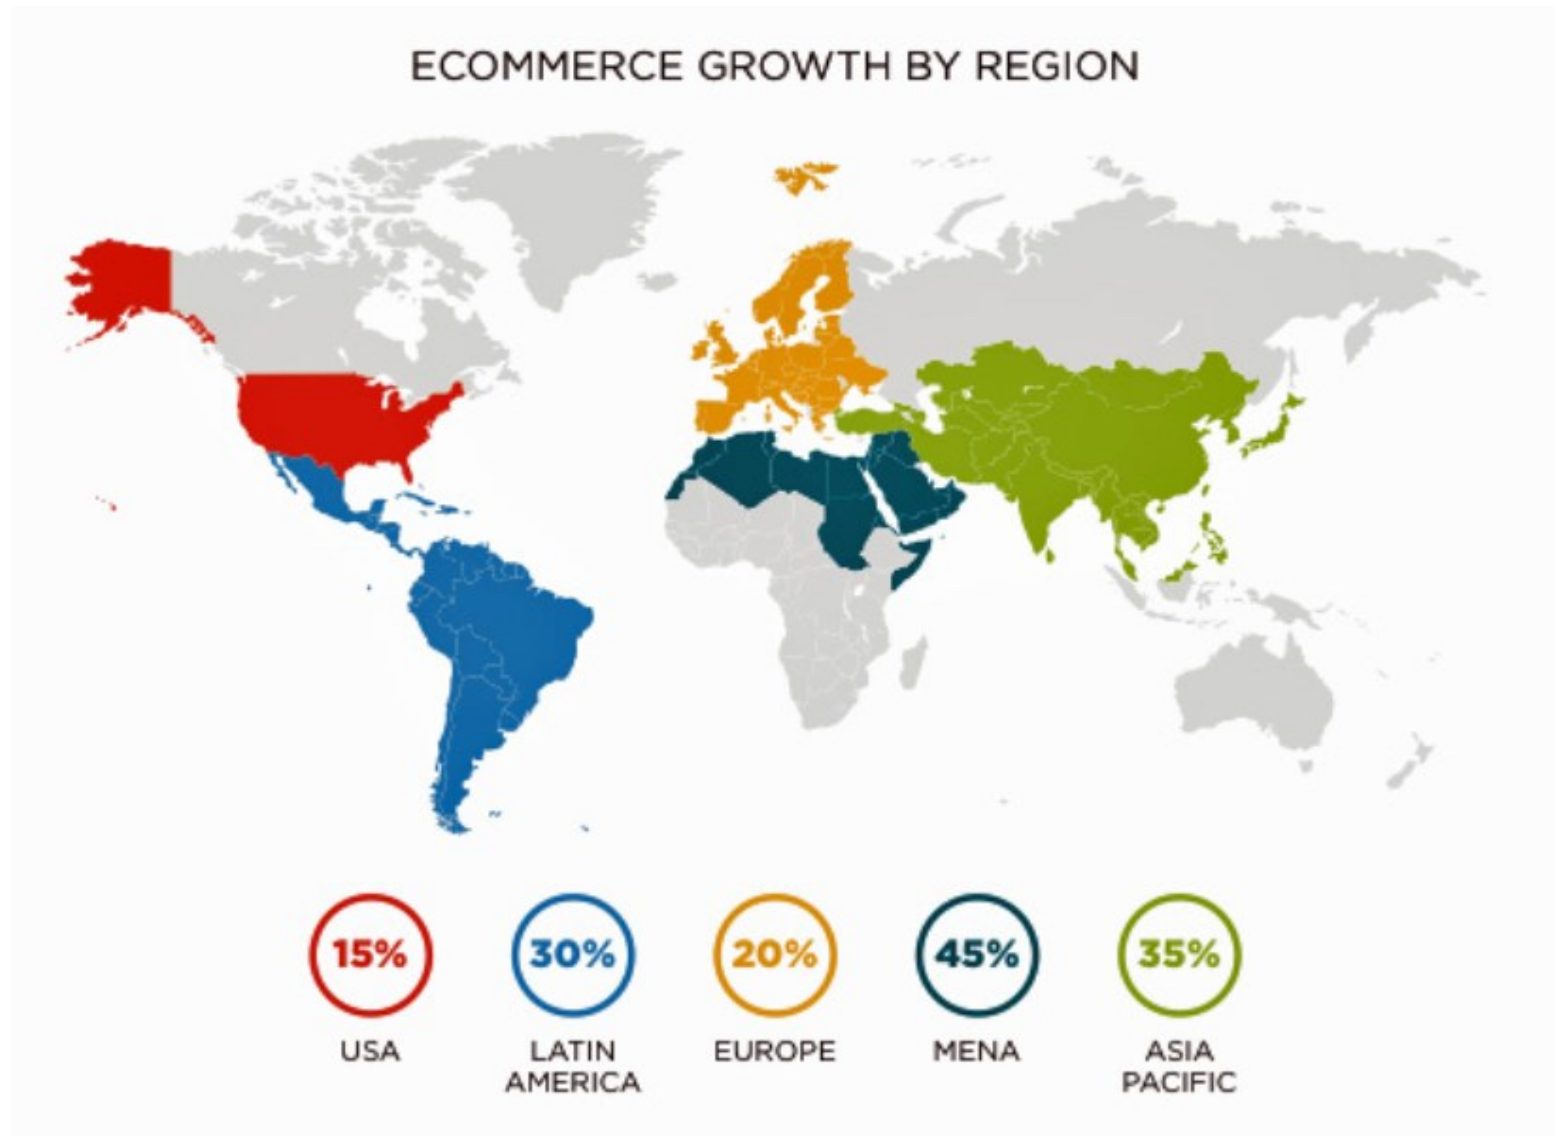 ECOMMERCE GROWTH BY REGION
15%
30%
20%
45%
35%
USA
LATIN
AMERICA
EUROPE
MENA
ASIA
PACIFIC